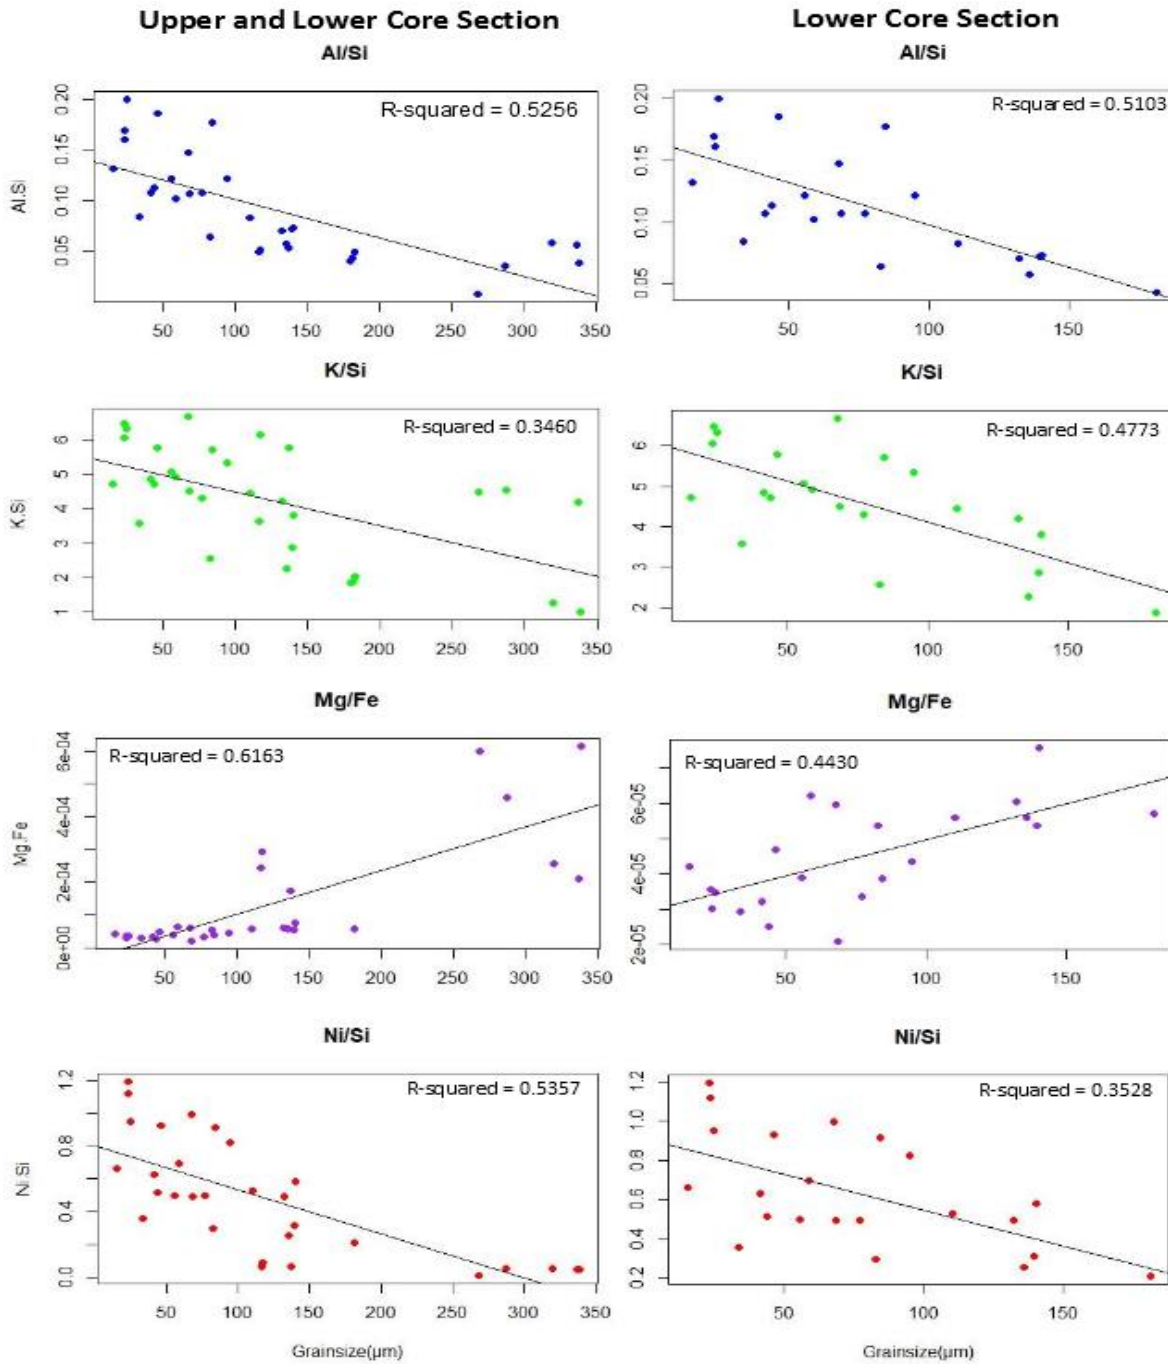 Upper and Lower Core Section
Lower Core Section
Al/Si
Al/Si
R-squared = 0.5256
R-squared = 0.5103
Al.Si
0.20
0.15
0.10
0.05
0.20
0.15
0.10
0.05
50 100 150 200 250 300 350
50 100 150
K/Si
K/Si
R-squared = 0.3460
R-squared = 0.4773
K.Si
6
5
4
3
2
1
6
5
4
3
2
50 100 150 200 250 300 350
50 100 150
Mg/Fe
Mg/Fe
R-squared = 0.6163
R-squared = 0.4430
Mg.Fe
6e-04
4e-04
2e-04
0e+00
6e-05
4e-05
2e-05
50 100 150 200 250 300 350
50 100 150
Ni/Si
Ni/Si
R-squared = 0.5357
R-squared = 0.3528
Ni.Si
1.2
0.8
0.4
0.0
1.2
1.0
0.8
0.6
0.4
0.2
50 100 150 200 250 300 350
50 100 150
Grainsize(µm)
Grainsize(µm)